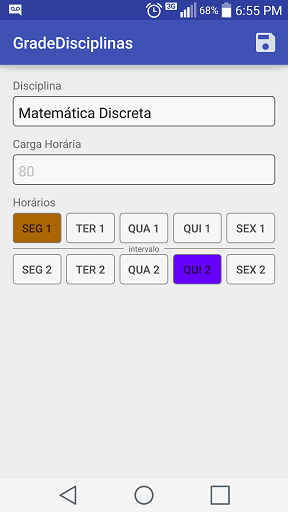 3G 68% 6:55 PM
GradeDisciplinas
Disciplina
Matemática Discreta
Carga Horária
80
Horários
SEG 1 TER 1 QUA 1 QUI 1 SEX 1
intervalo
SEG 2 TER 2 QUA 2 QUI 2 SEX 2